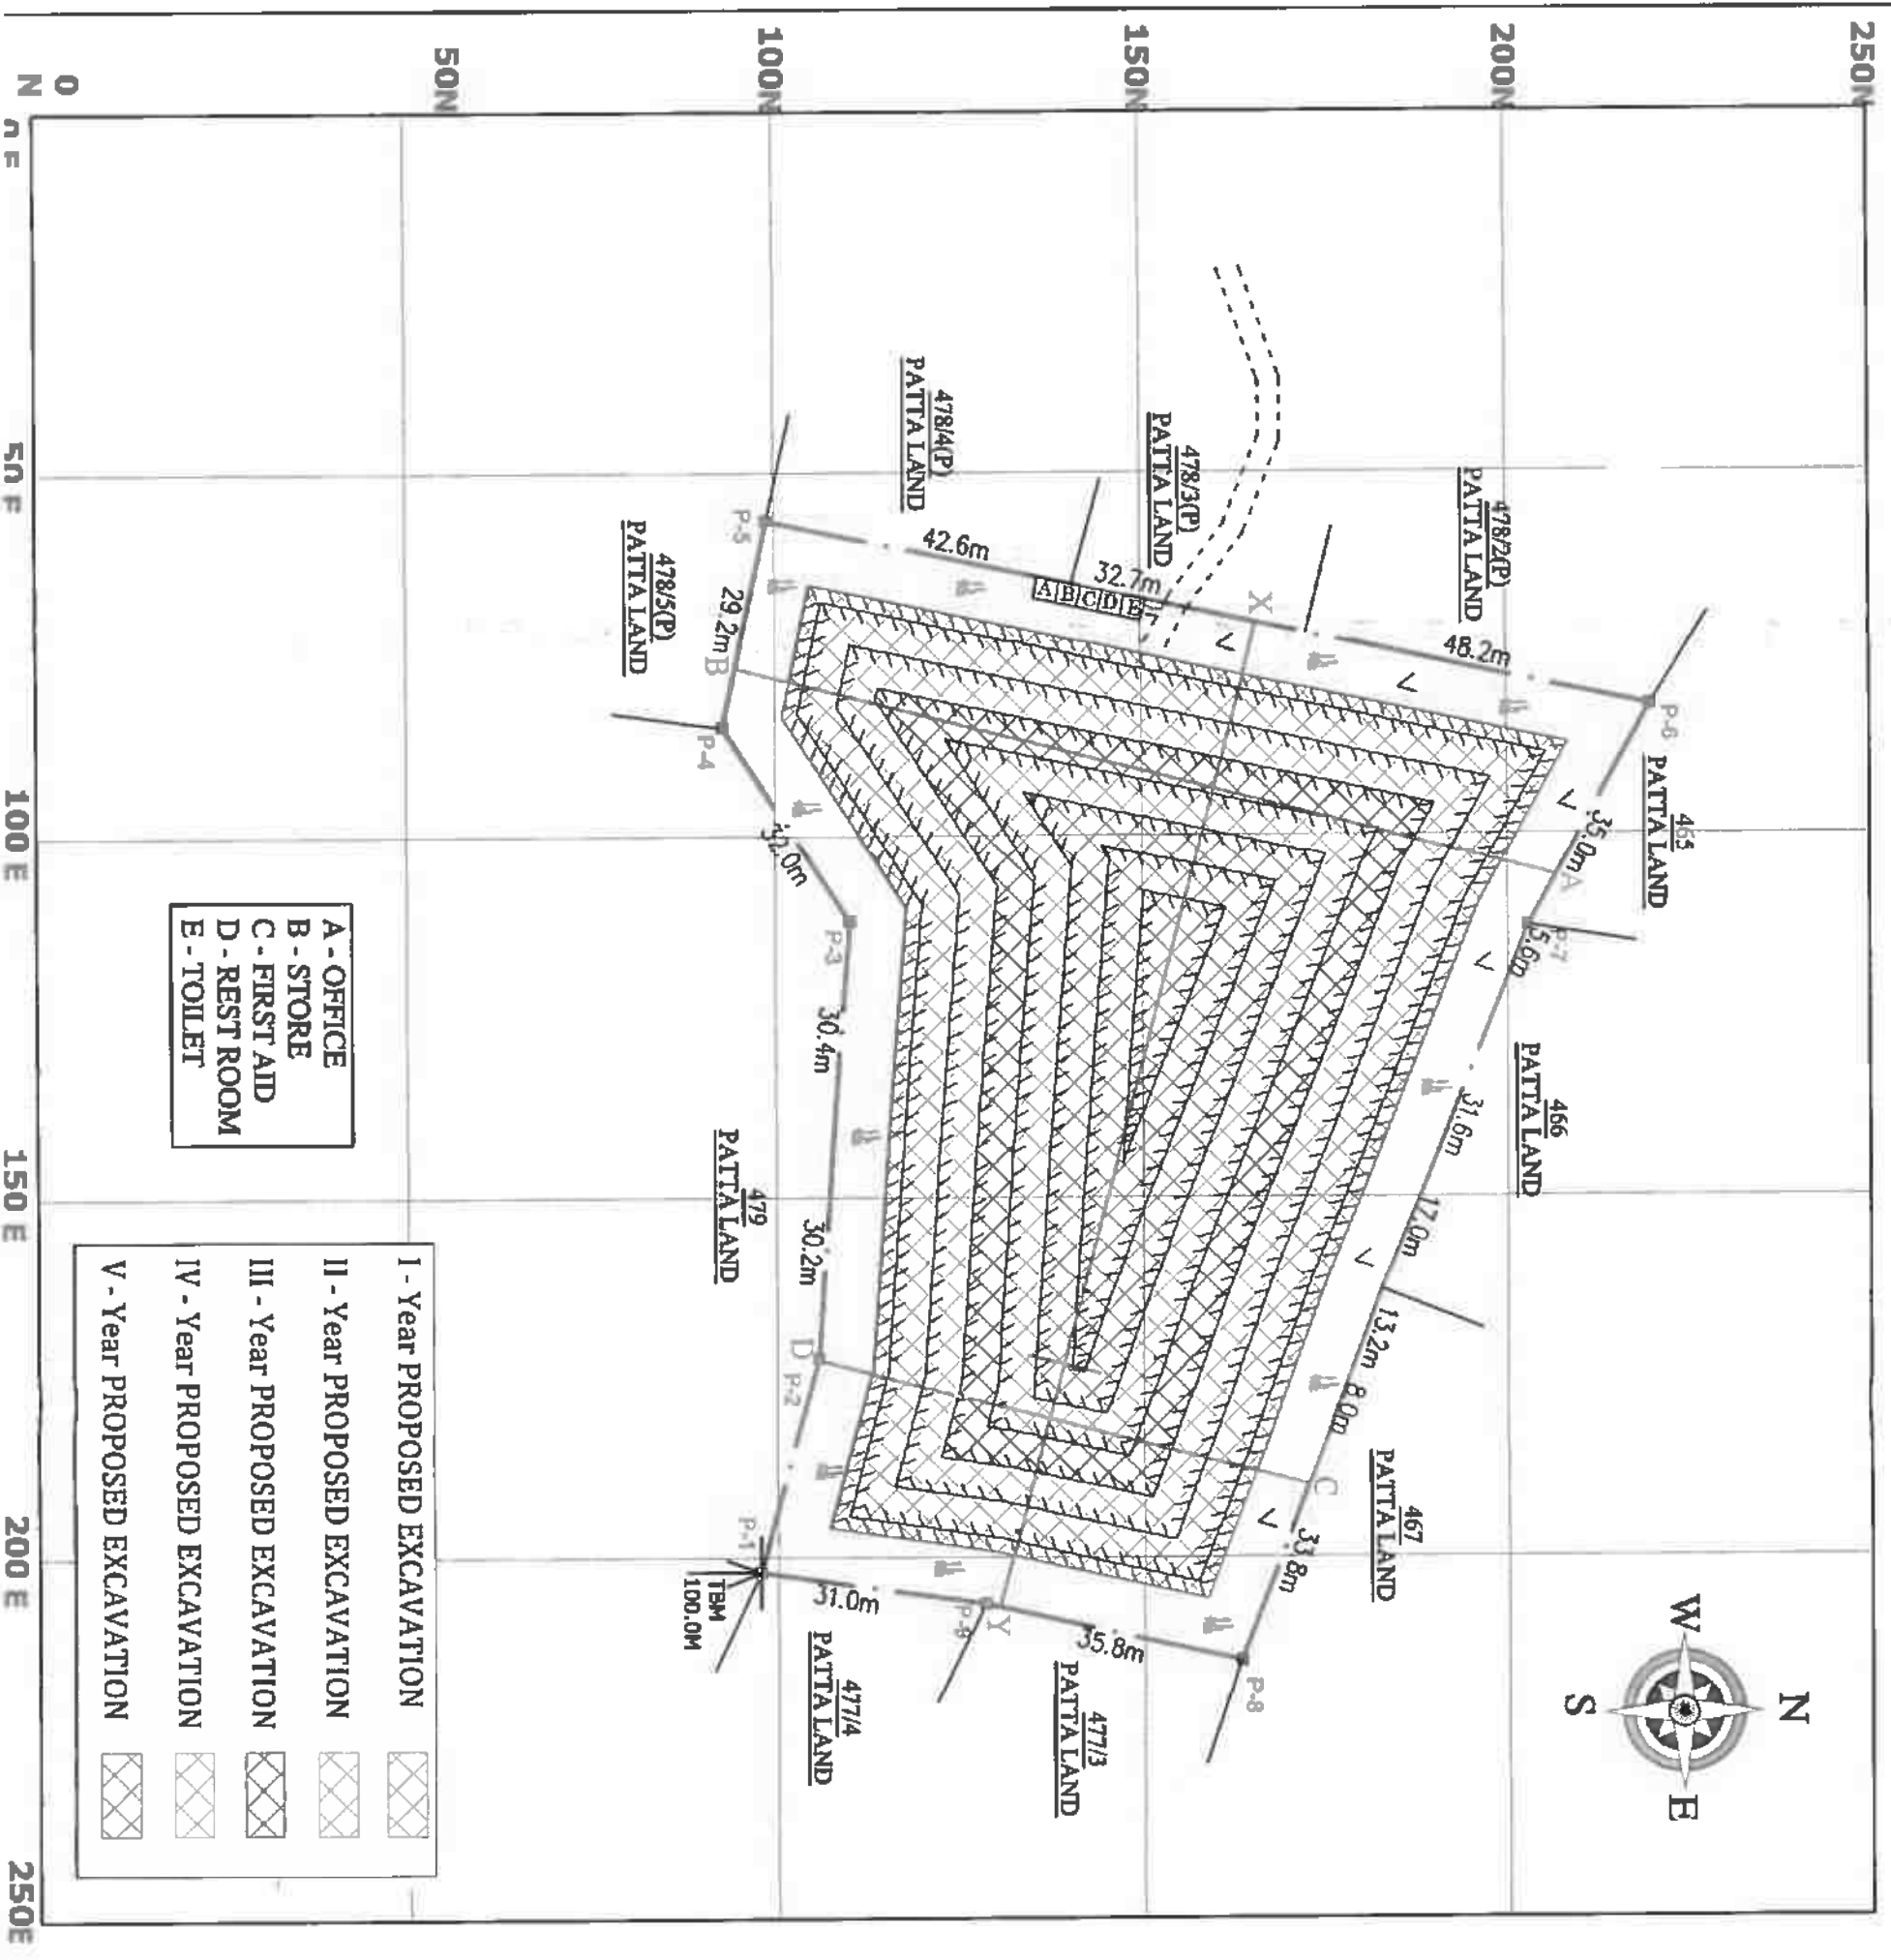 250N
200N
150N
100N
50N
0
N
50
100 E
150 E
200 E
250E
N
W
E
S
465
PATTA LAND
466
PATTA LAND
467
PATTA LAND
478/2(P)
PATTA LAND
478/3(P)
PATTA LAND
478/4(P)
PATTA LAND
478/5(P)
PATTA LAND
479
PATTA LAND
477/3
PATTA LAND
477/4
PATTA LAND
P-6
35.0m
A
P-7
5.6m
31.6m
17.0m
13.2m
8.0m
C
33.8m
P-8
35.8m
Y
P-9
31.0m
P-1
TBM
100.0M
P-2
D
30.2m
30.4m
P-3
32.0m
P-4
B
29.2m
P-5
42.6m
32.7m
X
48.2m
A B C D E
A - OFFICE
B - STORE
C - FIRST AID
D - REST ROOM
E - TOILET
I - Year PROPOSED EXCAVATION
II - Year PROPOSED EXCAVATION
III - Year PROPOSED EXCAVATION
IV - Year PROPOSED EXCAVATION
V - Year PROPOSED EXCAVATION